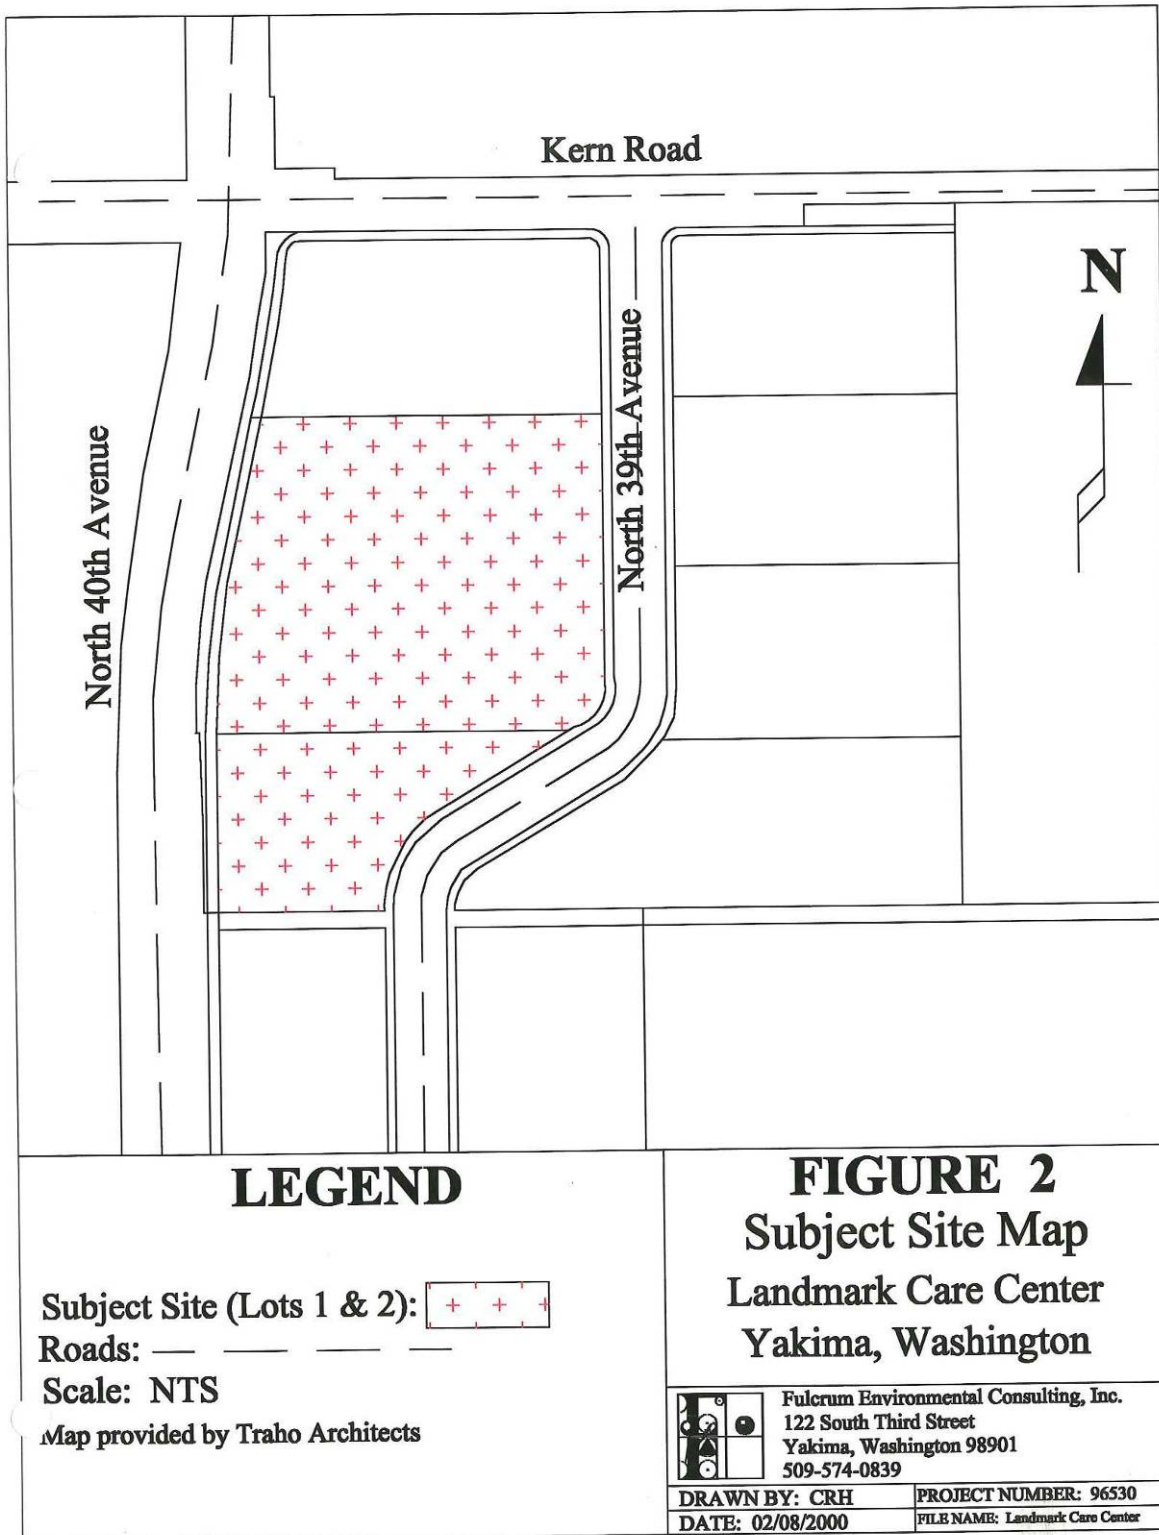 Kern Road
N
North 40th Avenue
North 39th Avenue
LEGEND
Subject Site (Lots 1 & 2):
Roads:
Scale: NTS
Map provided by Traho Architects
FIGURE 2
Subject Site Map
Landmark Care Center
Yakima, Washington
Fulcrum Environmental Consulting, Inc.
122 South Third Street
Yakima, Washington 98901
509-574-0839
DRAWN BY: CRH
PROJECT NUMBER: 96530
DATE: 02/08/2000
FILE NAME: Landmark Care Center